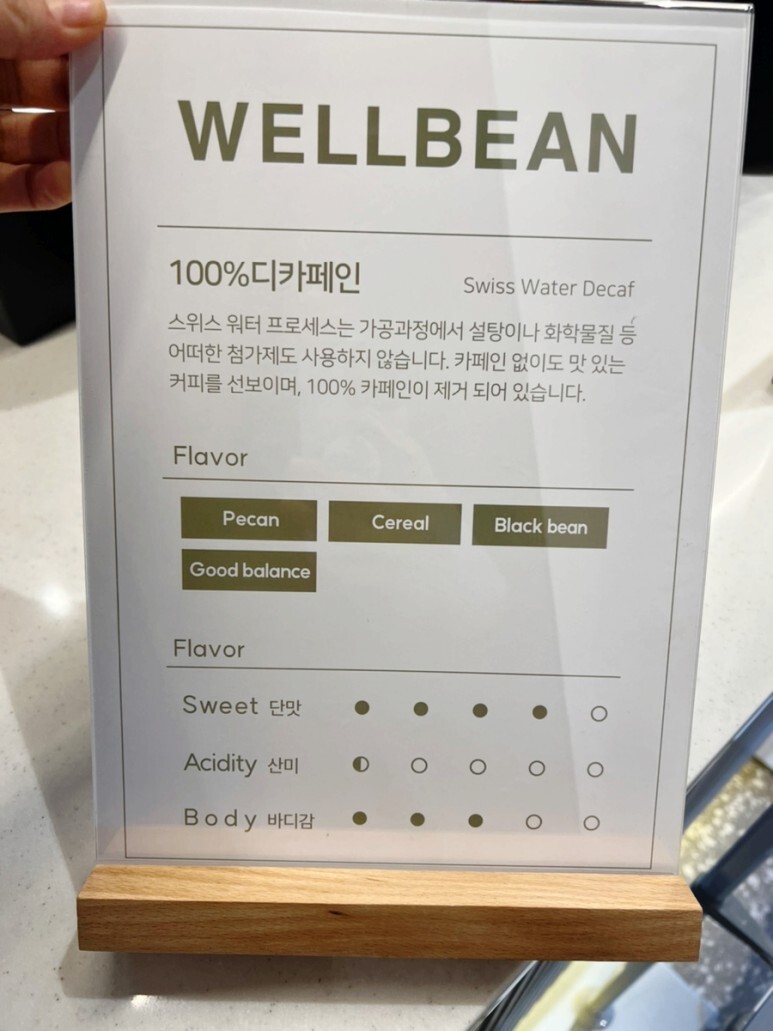 WELLBEAN
100%디카페인 Swiss Water Decaf
스위스 워터 프로세스는 가공과정에서 설탕이나 화학물질 등
어떠한 첨가제도 사용하지 않습니다. 카페인 없이도 맛 있는
커피를 선보이며, 100% 카페인이 제거 되어 있습니다.
Flavor
Pecan Cereal Black bean
Good balance
Flavor
Sweet 단맛
Acidity 산미
Body 바디감